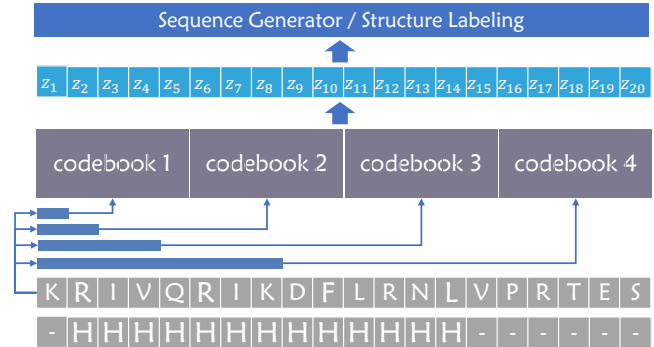 Sequence Generator / Structure Labeling
z₁ z₂ z₃ z₄ z₅ z₆ z₇ z₈ z₉ z₁₀ z₁₁ z₁₂ z₁₃ z₁₄ z₁₅ z₁₆ z₁₇ z₁₈ z₁₉ z₂₀
codebook 1 codebook 2 codebook 3 codebook 4
K R I V Q R I K D F L R N L V P R T E S
- H H H H H H H H H H H H H - - - - - -